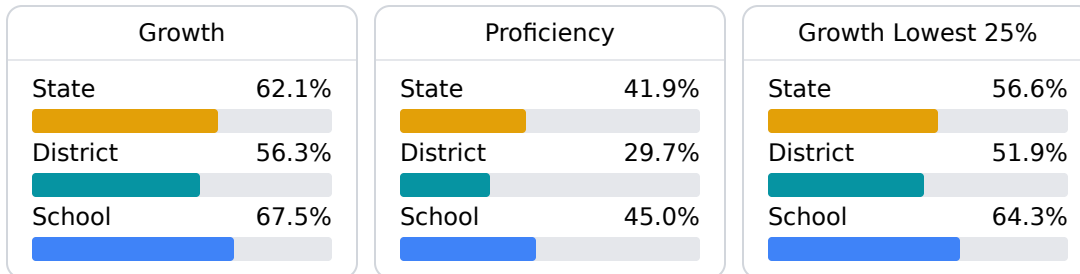 Growth
State 62.1%
District 56.3%
School 67.5%
Proficiency
State 41.9%
District 29.7%
School 45.0%
Growth Lowest 25%
State 56.6%
District 51.9%
School 64.3%